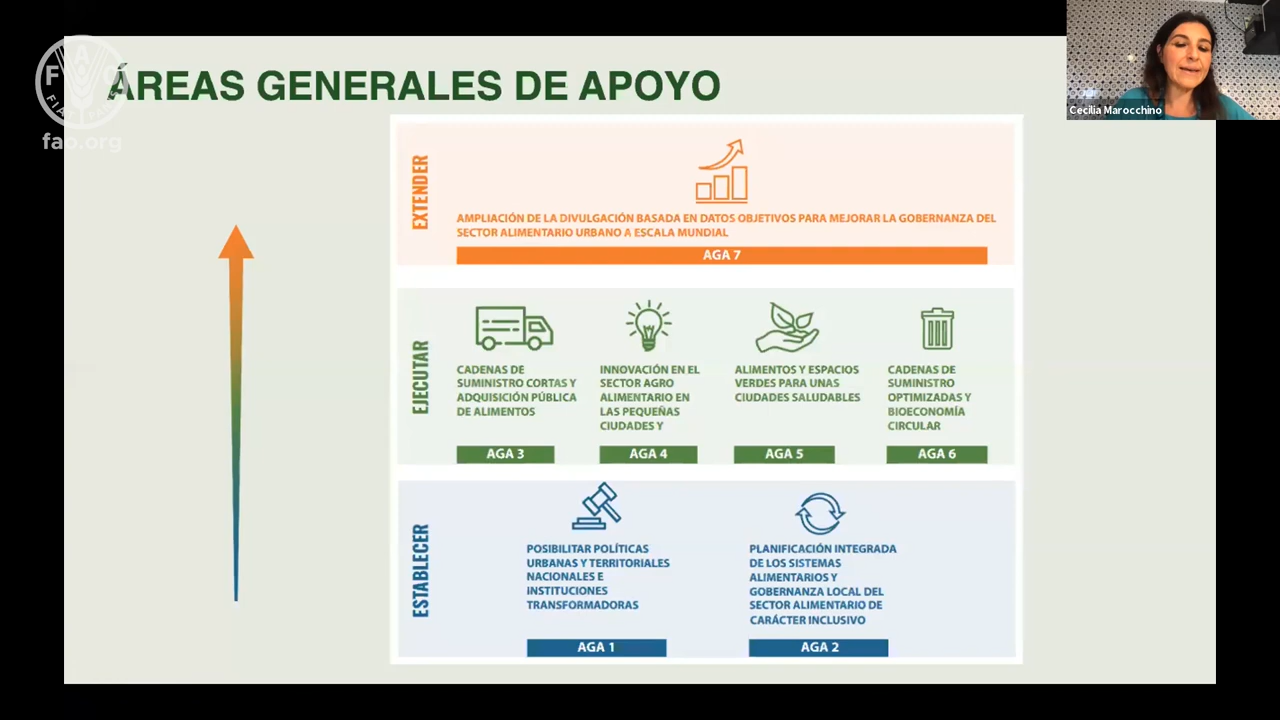 ÁREAS GENERALES DE APOYO
FAO
FIAT PANIS
fao.org
Cecilia Marocchino
EXTENDER
AMPLIACIÓN DE LA DIVULGACIÓN BASADA EN DATOS OBJETIVOS PARA MEJORAR LA GOBERNANZA DEL
SECTOR ALIMENTARIO URBANO A ESCALA MUNDIAL
AGA 7
EJECUTAR
CADENAS DE
SUMINISTRO CORTAS Y
ADQUISICIÓN PÚBLICA
DE ALIMENTOS
AGA 3
INNOVACIÓN EN EL
SECTOR AGRO
ALIMENTARIO EN
LAS PEQUEÑAS
CIUDADES Y
AGA 4
ALIMENTOS Y ESPACIOS
VERDES PARA UNAS
CIUDADES SALUDABLES
AGA 5
CADENAS DE
SUMINISTRO
OPTIMIZADAS Y
BIOECONOMÍA
CIRCULAR
AGA 6
ESTABLECER
POSIBILITAR POLÍTICAS
URBANAS Y TERRITORIALES
NACIONALES E
INSTITUCIONES
TRANSFORMADORAS
AGA 1
PLANIFICACIÓN INTEGRADA
DE LOS SISTEMAS
ALIMENTARIOS Y
GOBERNANZA LOCAL DEL
SECTOR ALIMENTARIO DE
CARÁCTER INCLUSIVO
AGA 2